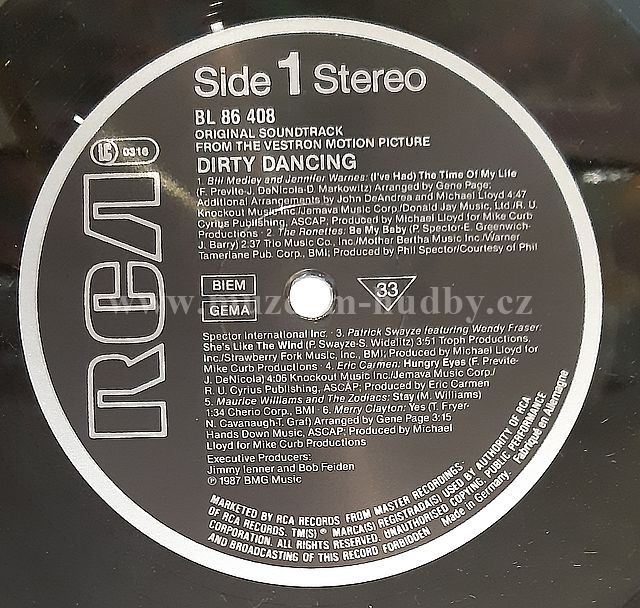 Side 1 Stereo
BL 86 408
ORIGINAL SOUNDTRACK
FROM THE VESTRON MOTION PICTURE
DIRTY DANCING
1. Bill Medley and Jennifer Warnes: (I've Had) The Time Of My Life
(F. Previte-J. DeNicola-D. Markowitz) Arranged by Gene Page;
Additional Arrangements by John DeAndrea and Michael Lloyd 4:47
Knockout Music Inc/Jemava Music Corp/Donald Jay Music, Ltd/R. U.
Cyrius Publishing, ASCAP; Produced by Michael Lloyd for Mike Curb
Productions · 2. The Ronettes: Be My Baby (P. Spector-E. Greenwich-
J. Barry) 2:37 Trio Music Co., Inc/Mother Bertha Music Inc/Warner
Tamerlane Pub. Corp., BMI; Produced by Phil Spector/Courtesy of Phil
BIEM
GEMA
33
Spector International Inc. · 3. Patrick Swayze featuring Wendy Fraser:
She's Like The Wind (P. Swayze-S. Widelitz) 3:51 Troph Productions,
Inc./Strawberry Fork Music, Inc., BMI; Produced by Michael Lloyd for
Mike Curb Productions · 4. Eric Carmen: Hungry Eyes (F. Previte-
J. DeNicola) 4:06 Knockout Music Inc./Jemava Music Corp./
R. U. Cyrius Publishing, ASCAP; Produced by Eric Carmen
5. Maurice Williams and The Zodiacs: Stay (M. Williams)
1:34 Cherio Corp., BMI · 6. Merry Clayton: Yes (T. Fryer-
N. Cavanaugh-T. Graf) Arranged by Gene Page 3:15
Hands Down Music, ASCAP; Produced by Michael
Lloyd for Mike Curb Productions
Executive Producers:
Jimmy Ienner and Bob Feiden
℗ 1987 BMG Music
MARKETED BY RCA RECORDS FROM MASTER RECORDINGS.
OF RCA RECORDS. TM(S) ® MARCA(S) REGISTRADA(S) USED BY AUTHORITY OF RCA
CORPORATION. ALL RIGHTS RESERVED. UNAUTHORISED COPYING, PUBLIC PERFORMANCE
AND BROADCASTING OF THIS RECORD FORBIDDEN
Made in Germany.
Fabriqué en Allemagne
RCA
LC 0316
www.muzeum-hudby.cz